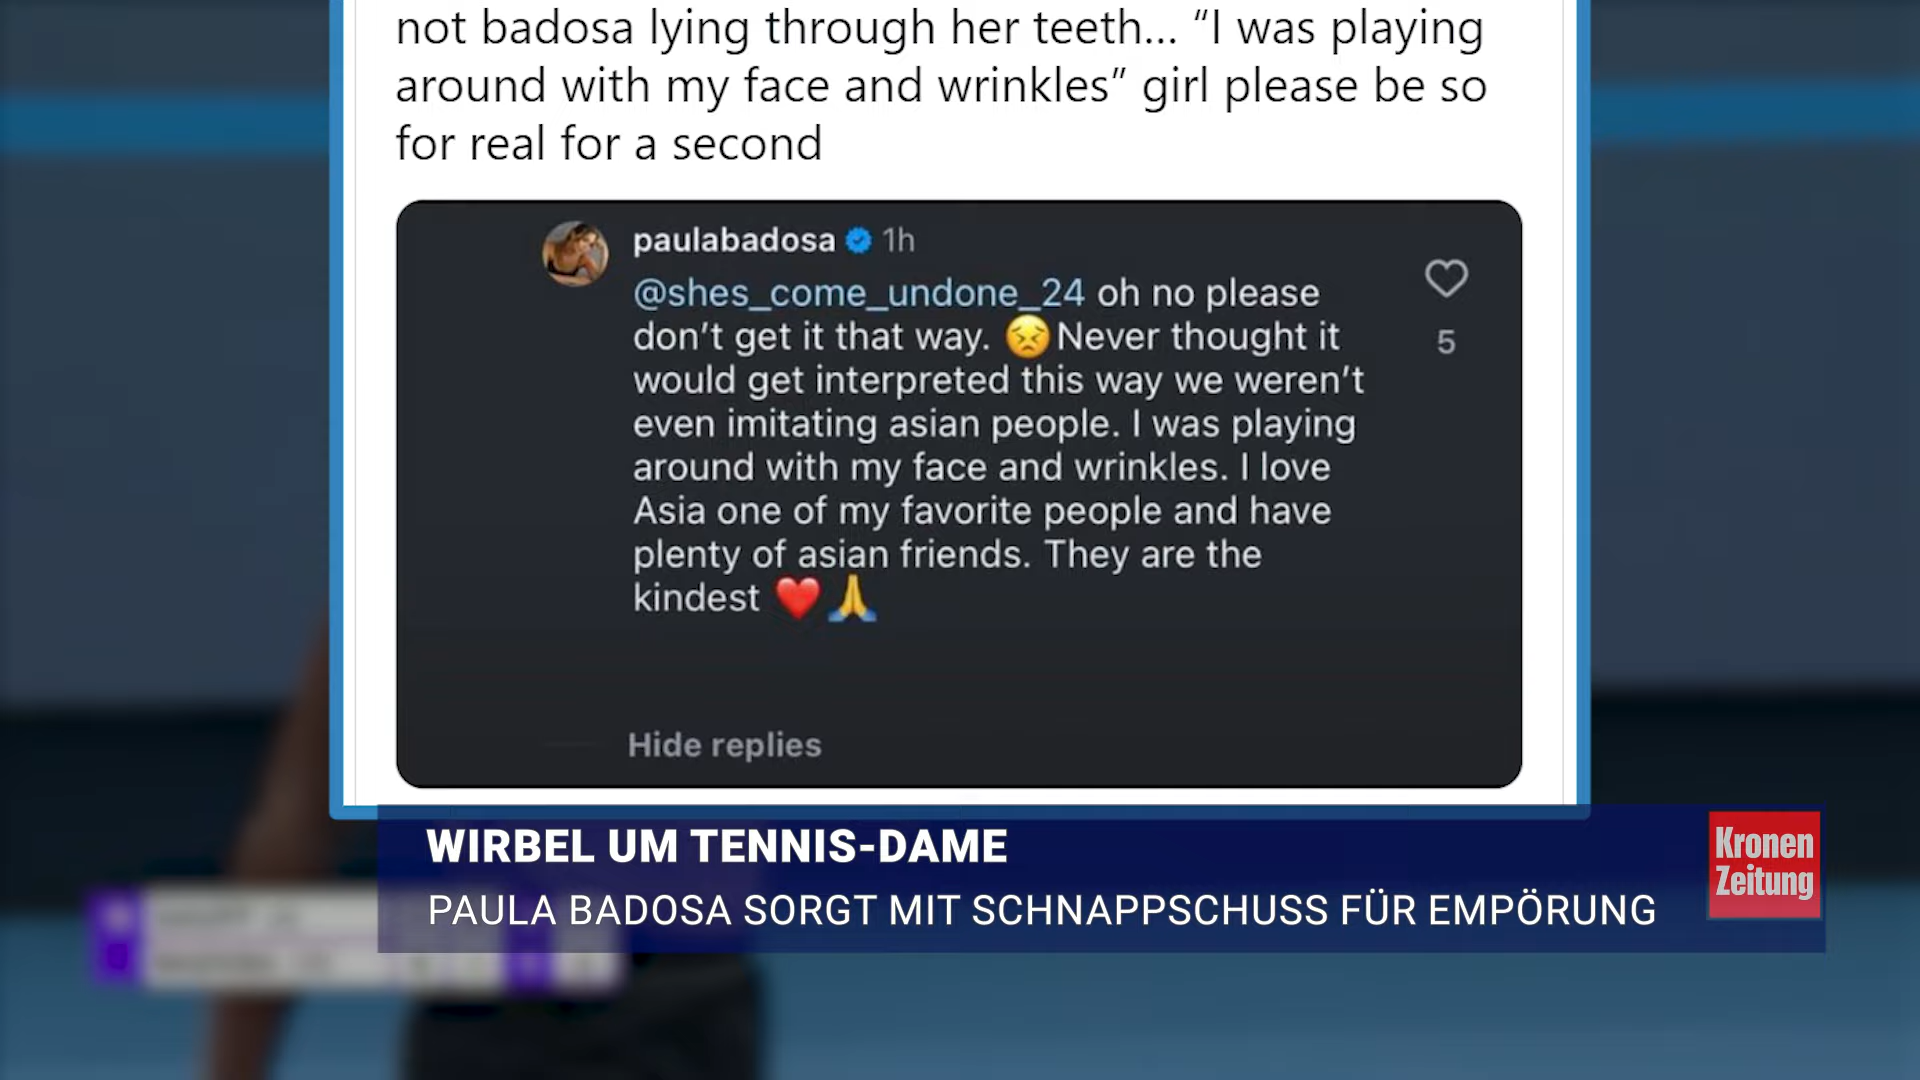 not badosa lying through her teeth... “I was playing
around with my face and wrinkles” girl please be so
for real for a second
paulabadosa 1h
@shes_come_undone_24 oh no please
don’t get it that way. 😣 Never thought it
would get interpreted this way we weren’t
even imitating asian people. I was playing
around with my face and wrinkles. I love
Asia one of my favorite people and have
plenty of asian friends. They are the
kindest ❤️🙏
5
Hide replies
WIRBEL UM TENNIS-DAME
PAULA BADOSA SORGT MIT SCHNAPPSCHUSS FÜR EMPÖRUNG
Kronen
Zeitung